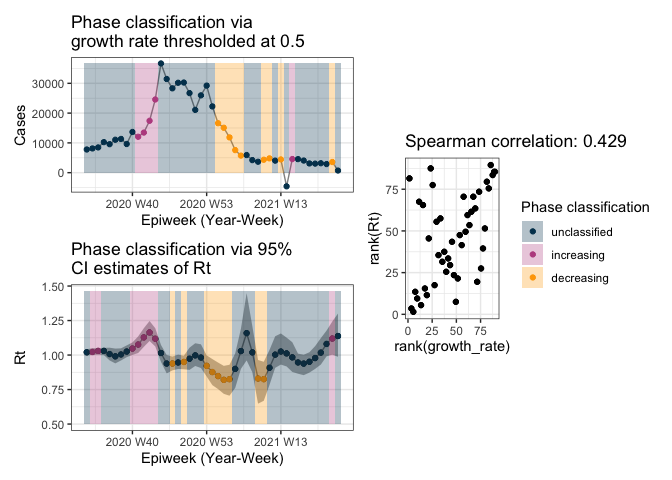 Phase classification via
growth rate thresholded at 0.5
30000
20000
10000
0
Cases
2020 W40
2020 W53
2021 W13
Epiweek (Year-Week)
Phase classification via 95%
CI estimates of Rt
1.50
1.25
1.00
0.75
0.50
Rt
2020 W40
2020 W53
2021 W13
Epiweek (Year-Week)
Spearman correlation: 0.429
75
50
25
0
rank(Rt)
0
25
50
75
rank(growth_rate)
Phase classification
unclassified
increasing
decreasing